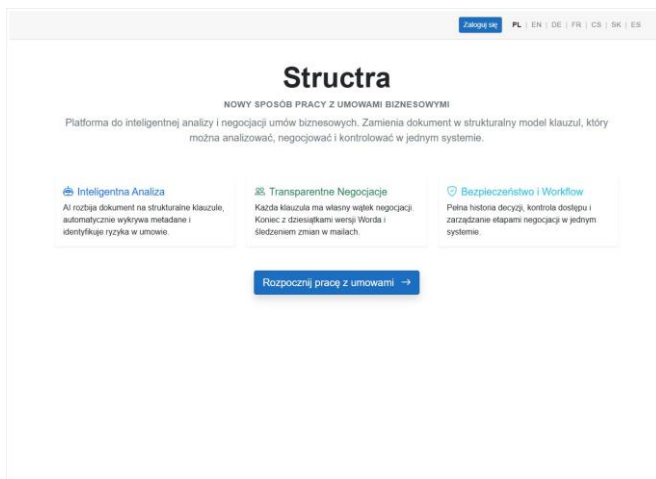 Zaloguj się PL | EN | DE | FR | CS | SK | ES
Structra
NOWY SPOSÓB PRACY Z UMOWAMI BIZNESOWYMI
Platforma do inteligentnej analizy i negocjacji umów biznesowych. Zamienia dokument w strukturalny model klauzul, który
można analizować, negocjować i kontrolować w jednym systemie.
Inteligentna Analiza
AI rozbija dokument na strukturalne klauzule,
automatycznie wykrywa metadane i
identyfikuje ryzyka w umowie.
Transparentne Negocjacje
Każda klauzula ma własny wątek negocjacji.
Koniec z dziesiątkami wersji Worda i
śledzeniem zmian w mailach.
Bezpieczeństwo i Workflow
Pełna historia decyzji, kontrola dostępu i
zarządzanie etapami negocjacji w jednym
systemie.
Rozpocznij pracę z umowami →